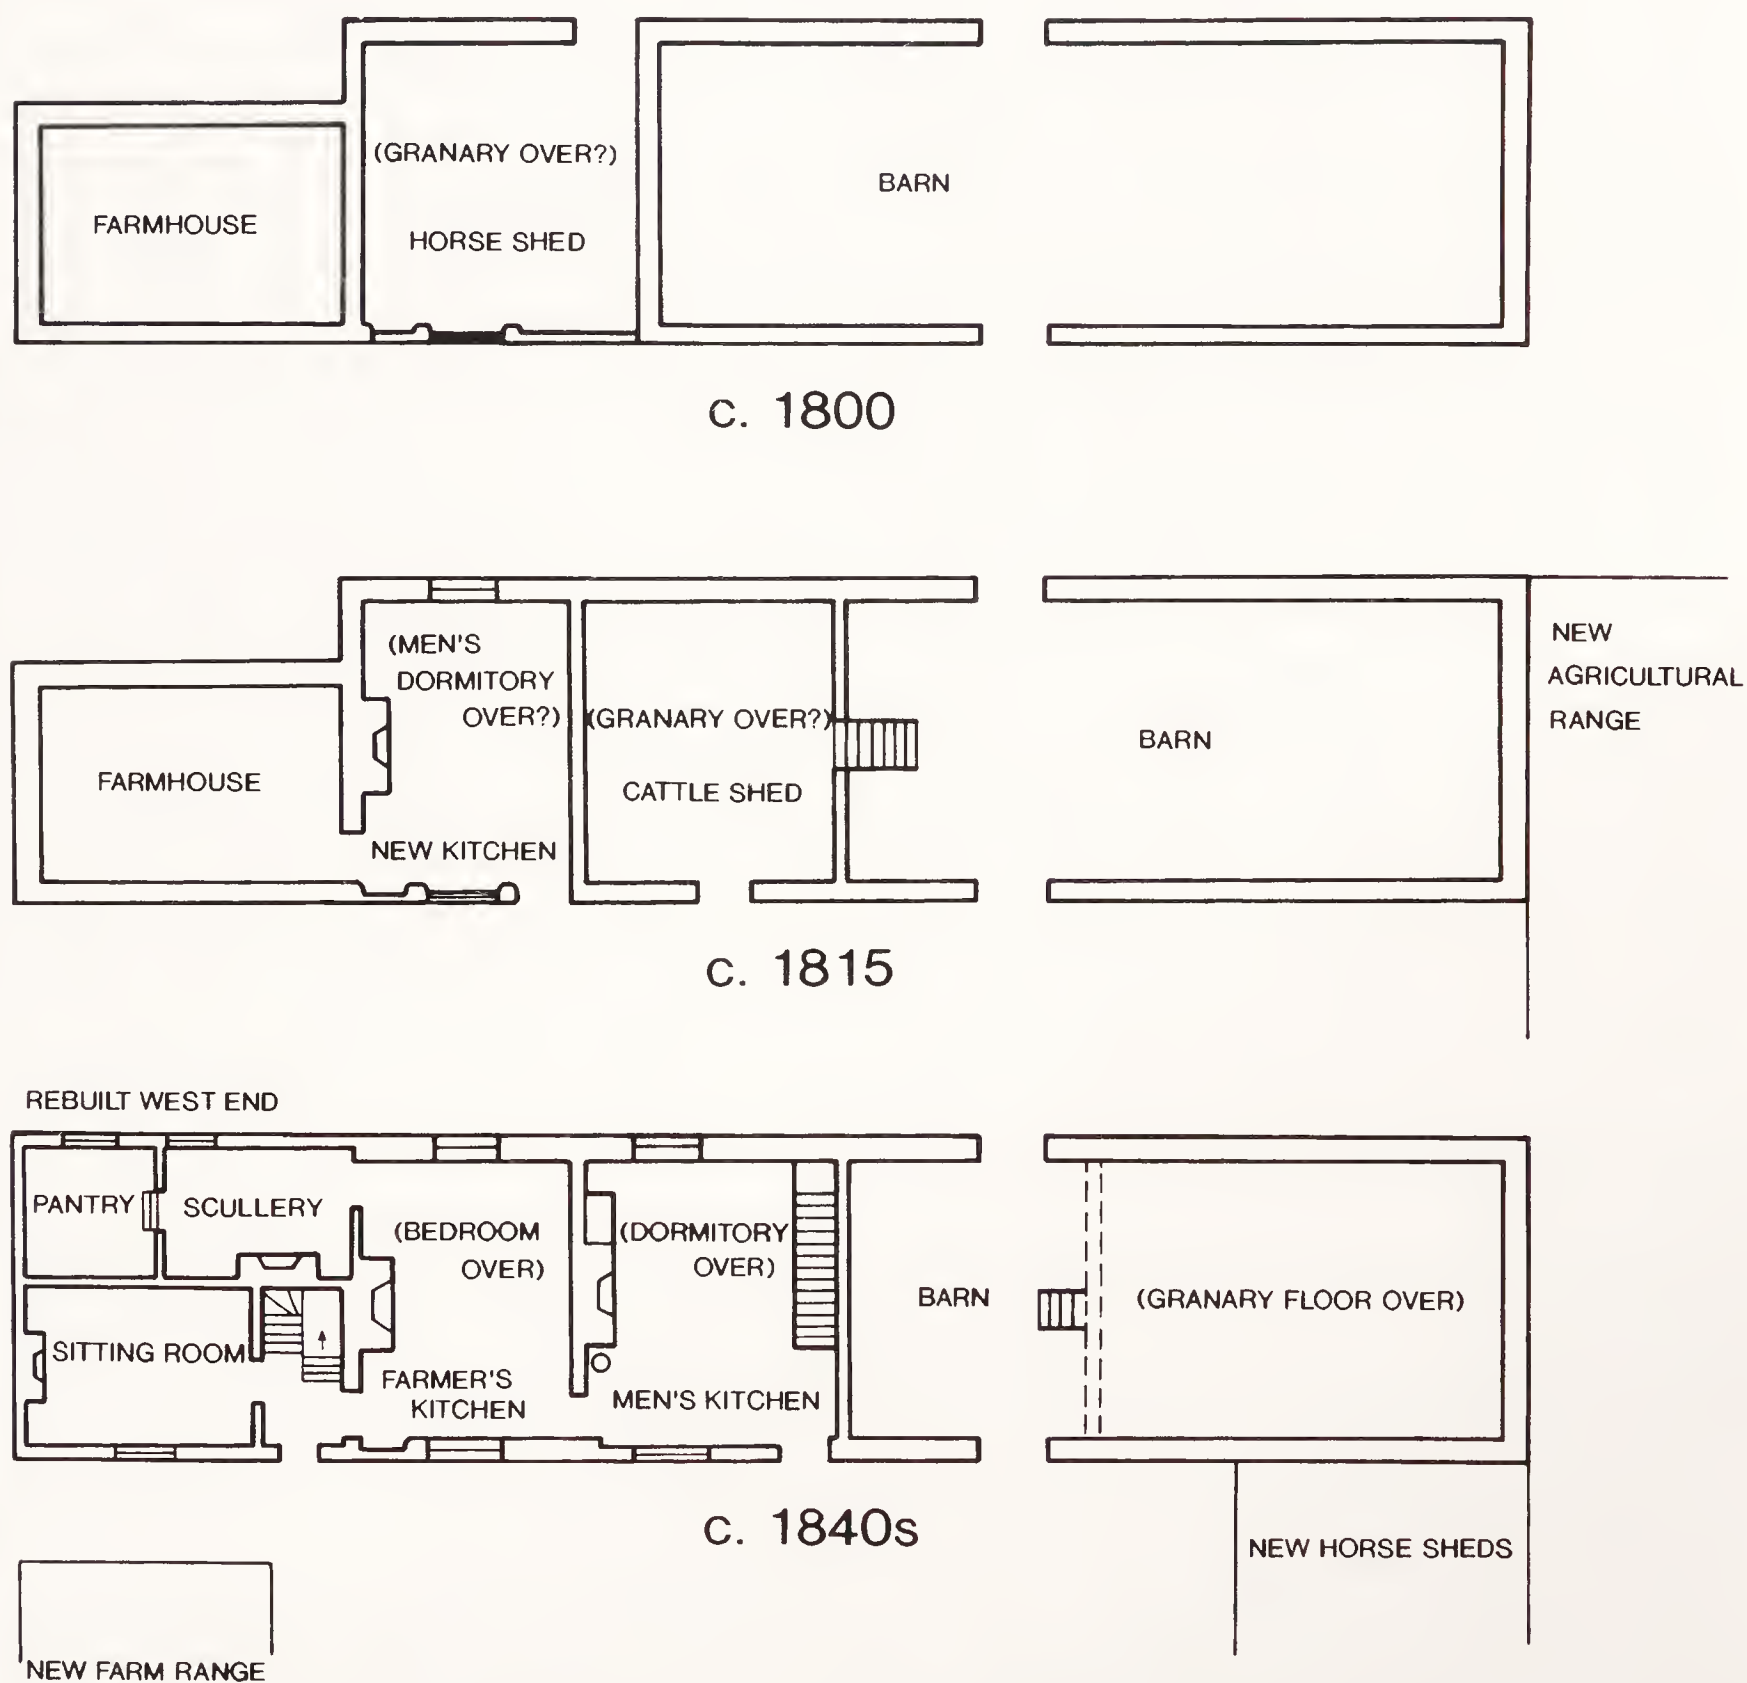 (GRANARY OVER?)
BARN
FARMHOUSE
HORSE SHED
c. 1800
NEW
AGRICULTURAL
RANGE
(MEN'S
DORMITORY
OVER?)
(GRANARY OVER?)
BARN
FARMHOUSE
CATTLE SHED
NEW KITCHEN
c. 1815
REBUILT WEST END
PANTRY
SCULLERY
(BEDROOM
OVER)
(DORMITORY
OVER)
BARN
(GRANARY FLOOR OVER)
SITTING ROOM
FARMER'S
KITCHEN
MEN'S KITCHEN
c. 1840s
NEW HORSE SHEDS
NEW FARM RANGE